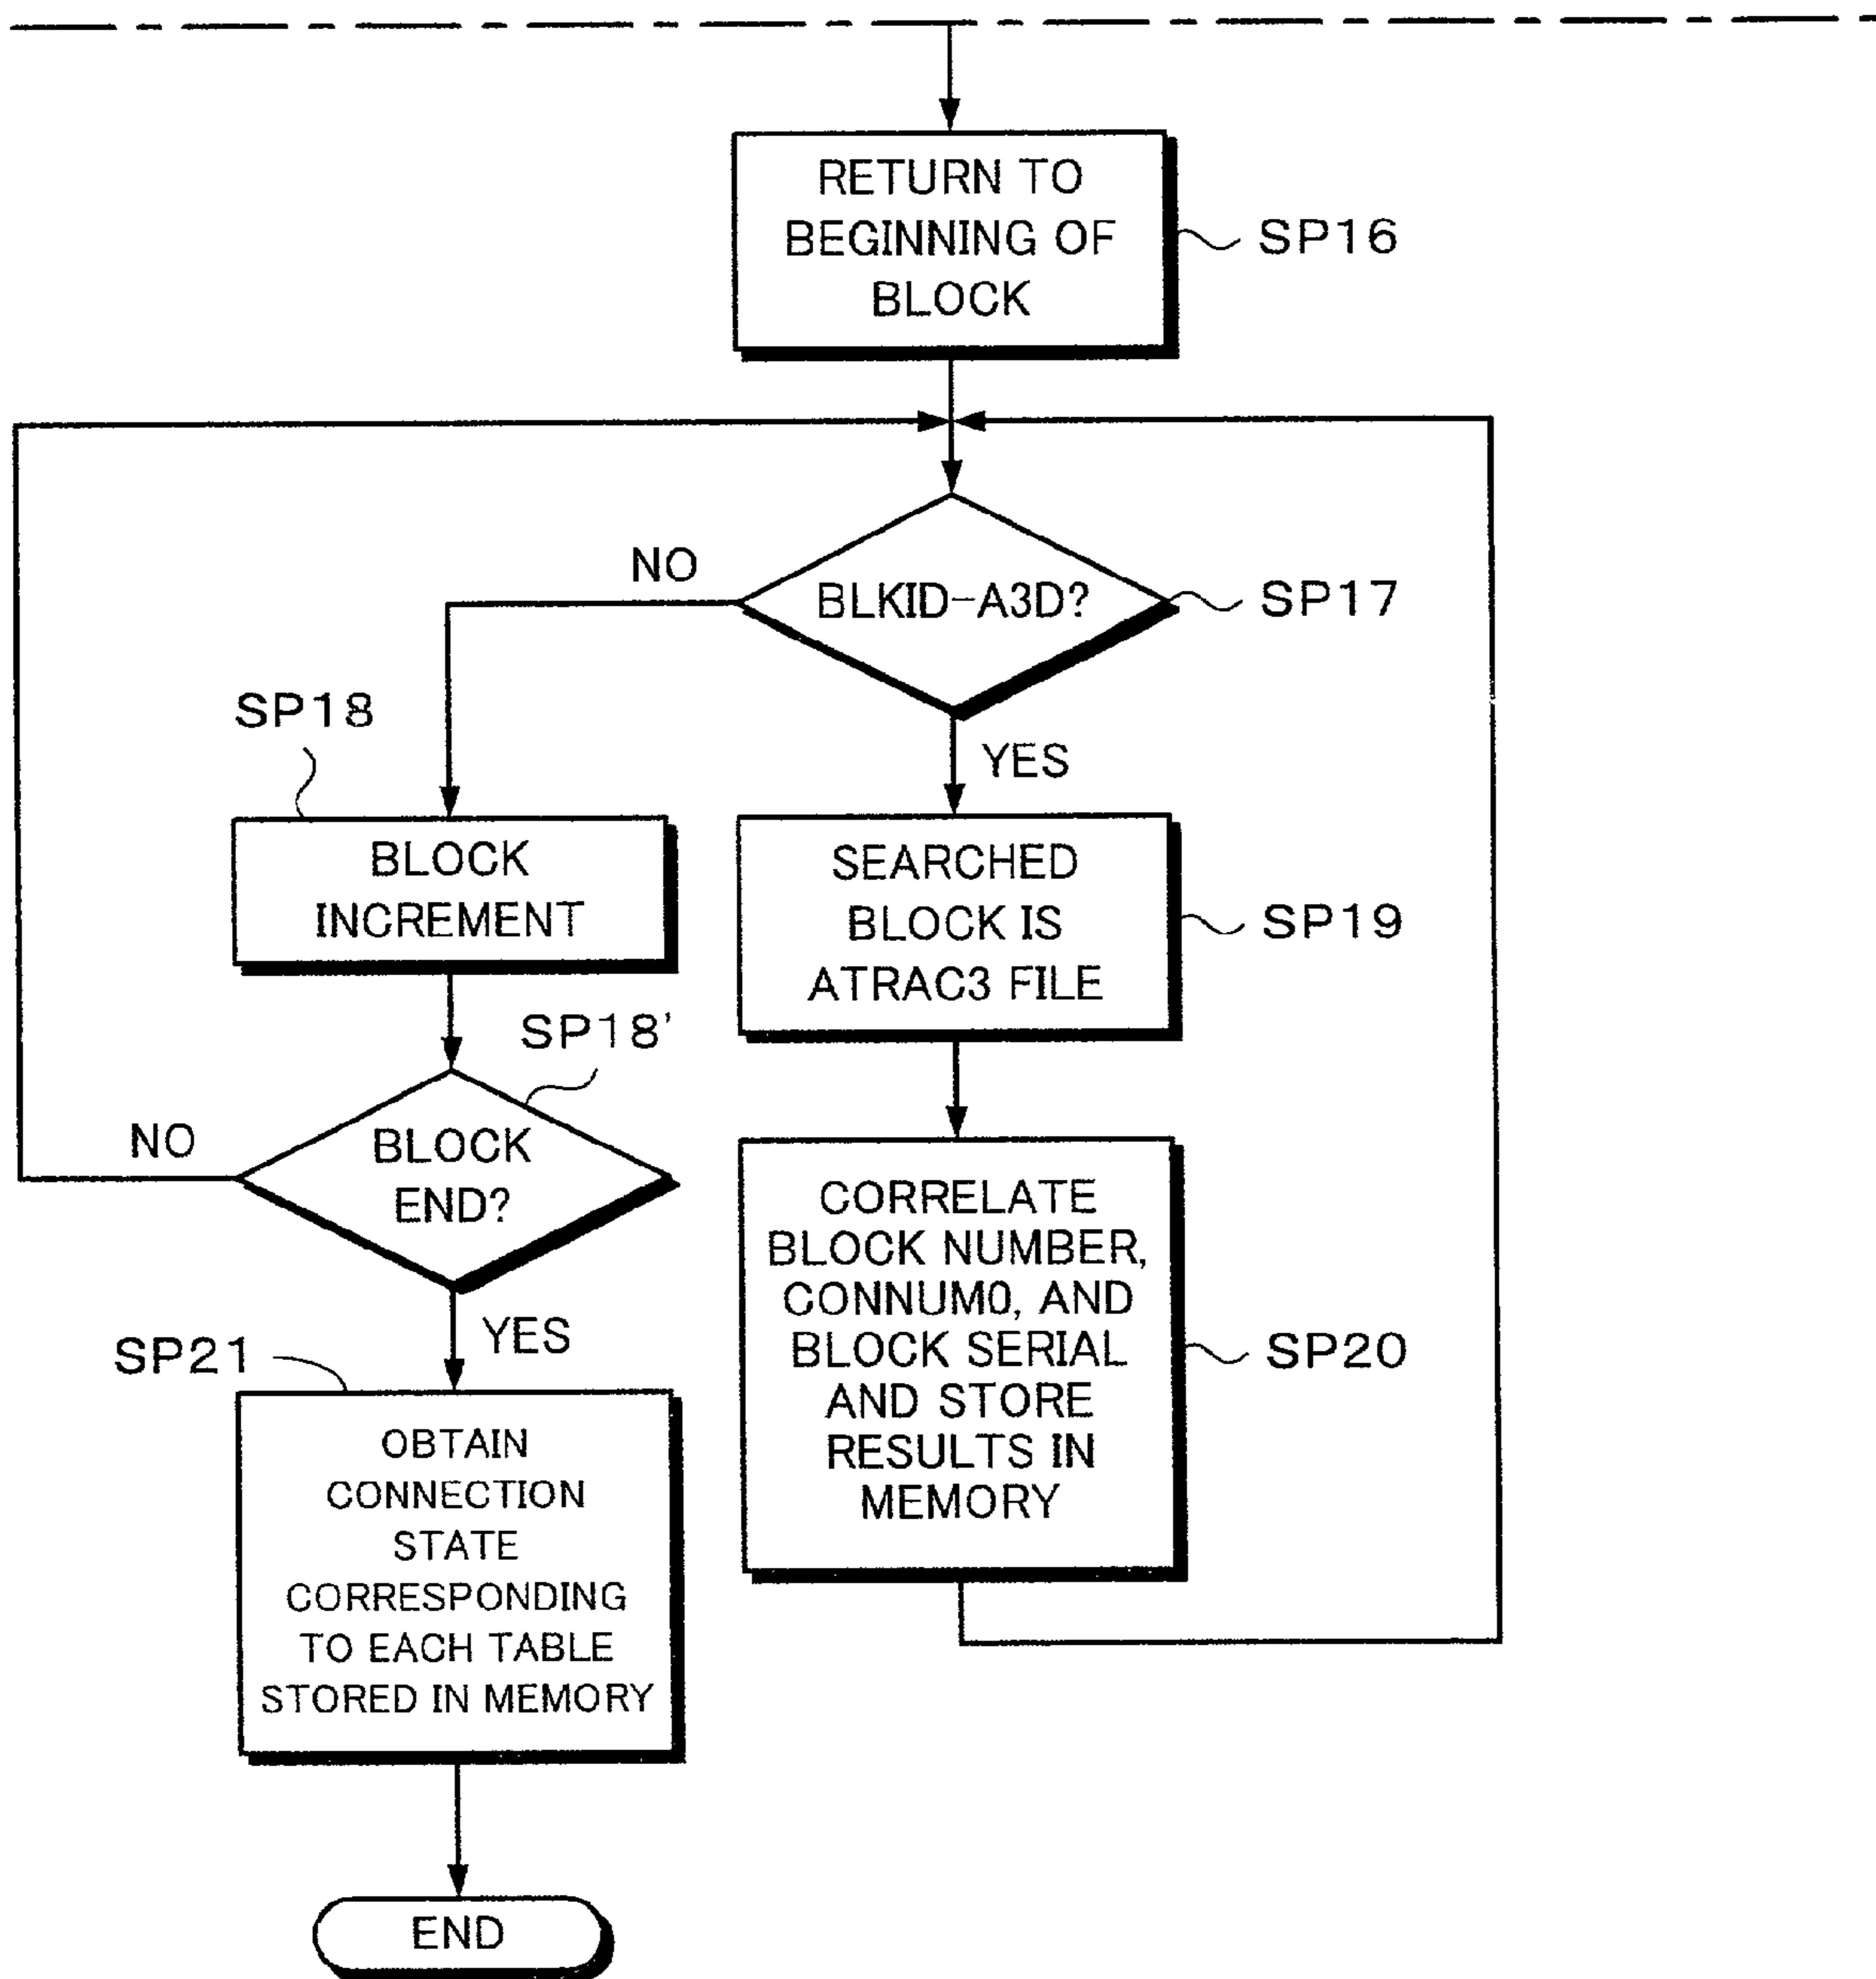 RETURN TO
BEGINNING OF
BLOCK
SP16
NO
BLKID-A3D?
SP17
SP18
YES
BLOCK
INCREMENT
SEARCHED
BLOCK IS
ATRAC3 FILE
SP19
SP18'
NO
BLOCK
END?
CORRELATE
BLOCK NUMBER,
CONNUM0, AND
BLOCK SERIAL
AND STORE
RESULTS IN
MEMORY
SP20
YES
SP21
OBTAIN
CONNECTION
STATE
CORRESPONDING
TO EACH TABLE
STORED IN MEMORY
END